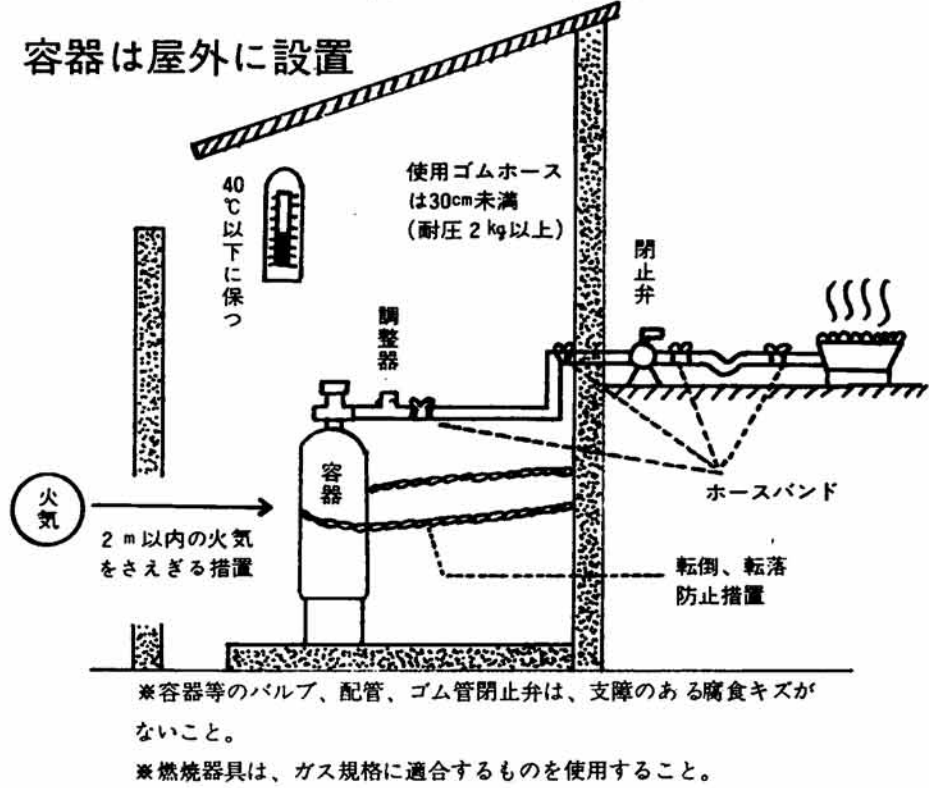 容器は屋外に設置
40℃以下に保つ
使用ゴムホース
は30cm未満
(耐圧2kg以上)
閉止弁
調整器
容器
火気
2m以内の火気
をさえぎる措置
ホースバンド
転倒、転落
防止措置
※容器等のバルブ、配管、ゴム管閉止弁は、支障のある腐食キズが
ないこと。
※燃焼器具は、ガス規格に適合するものを使用すること。